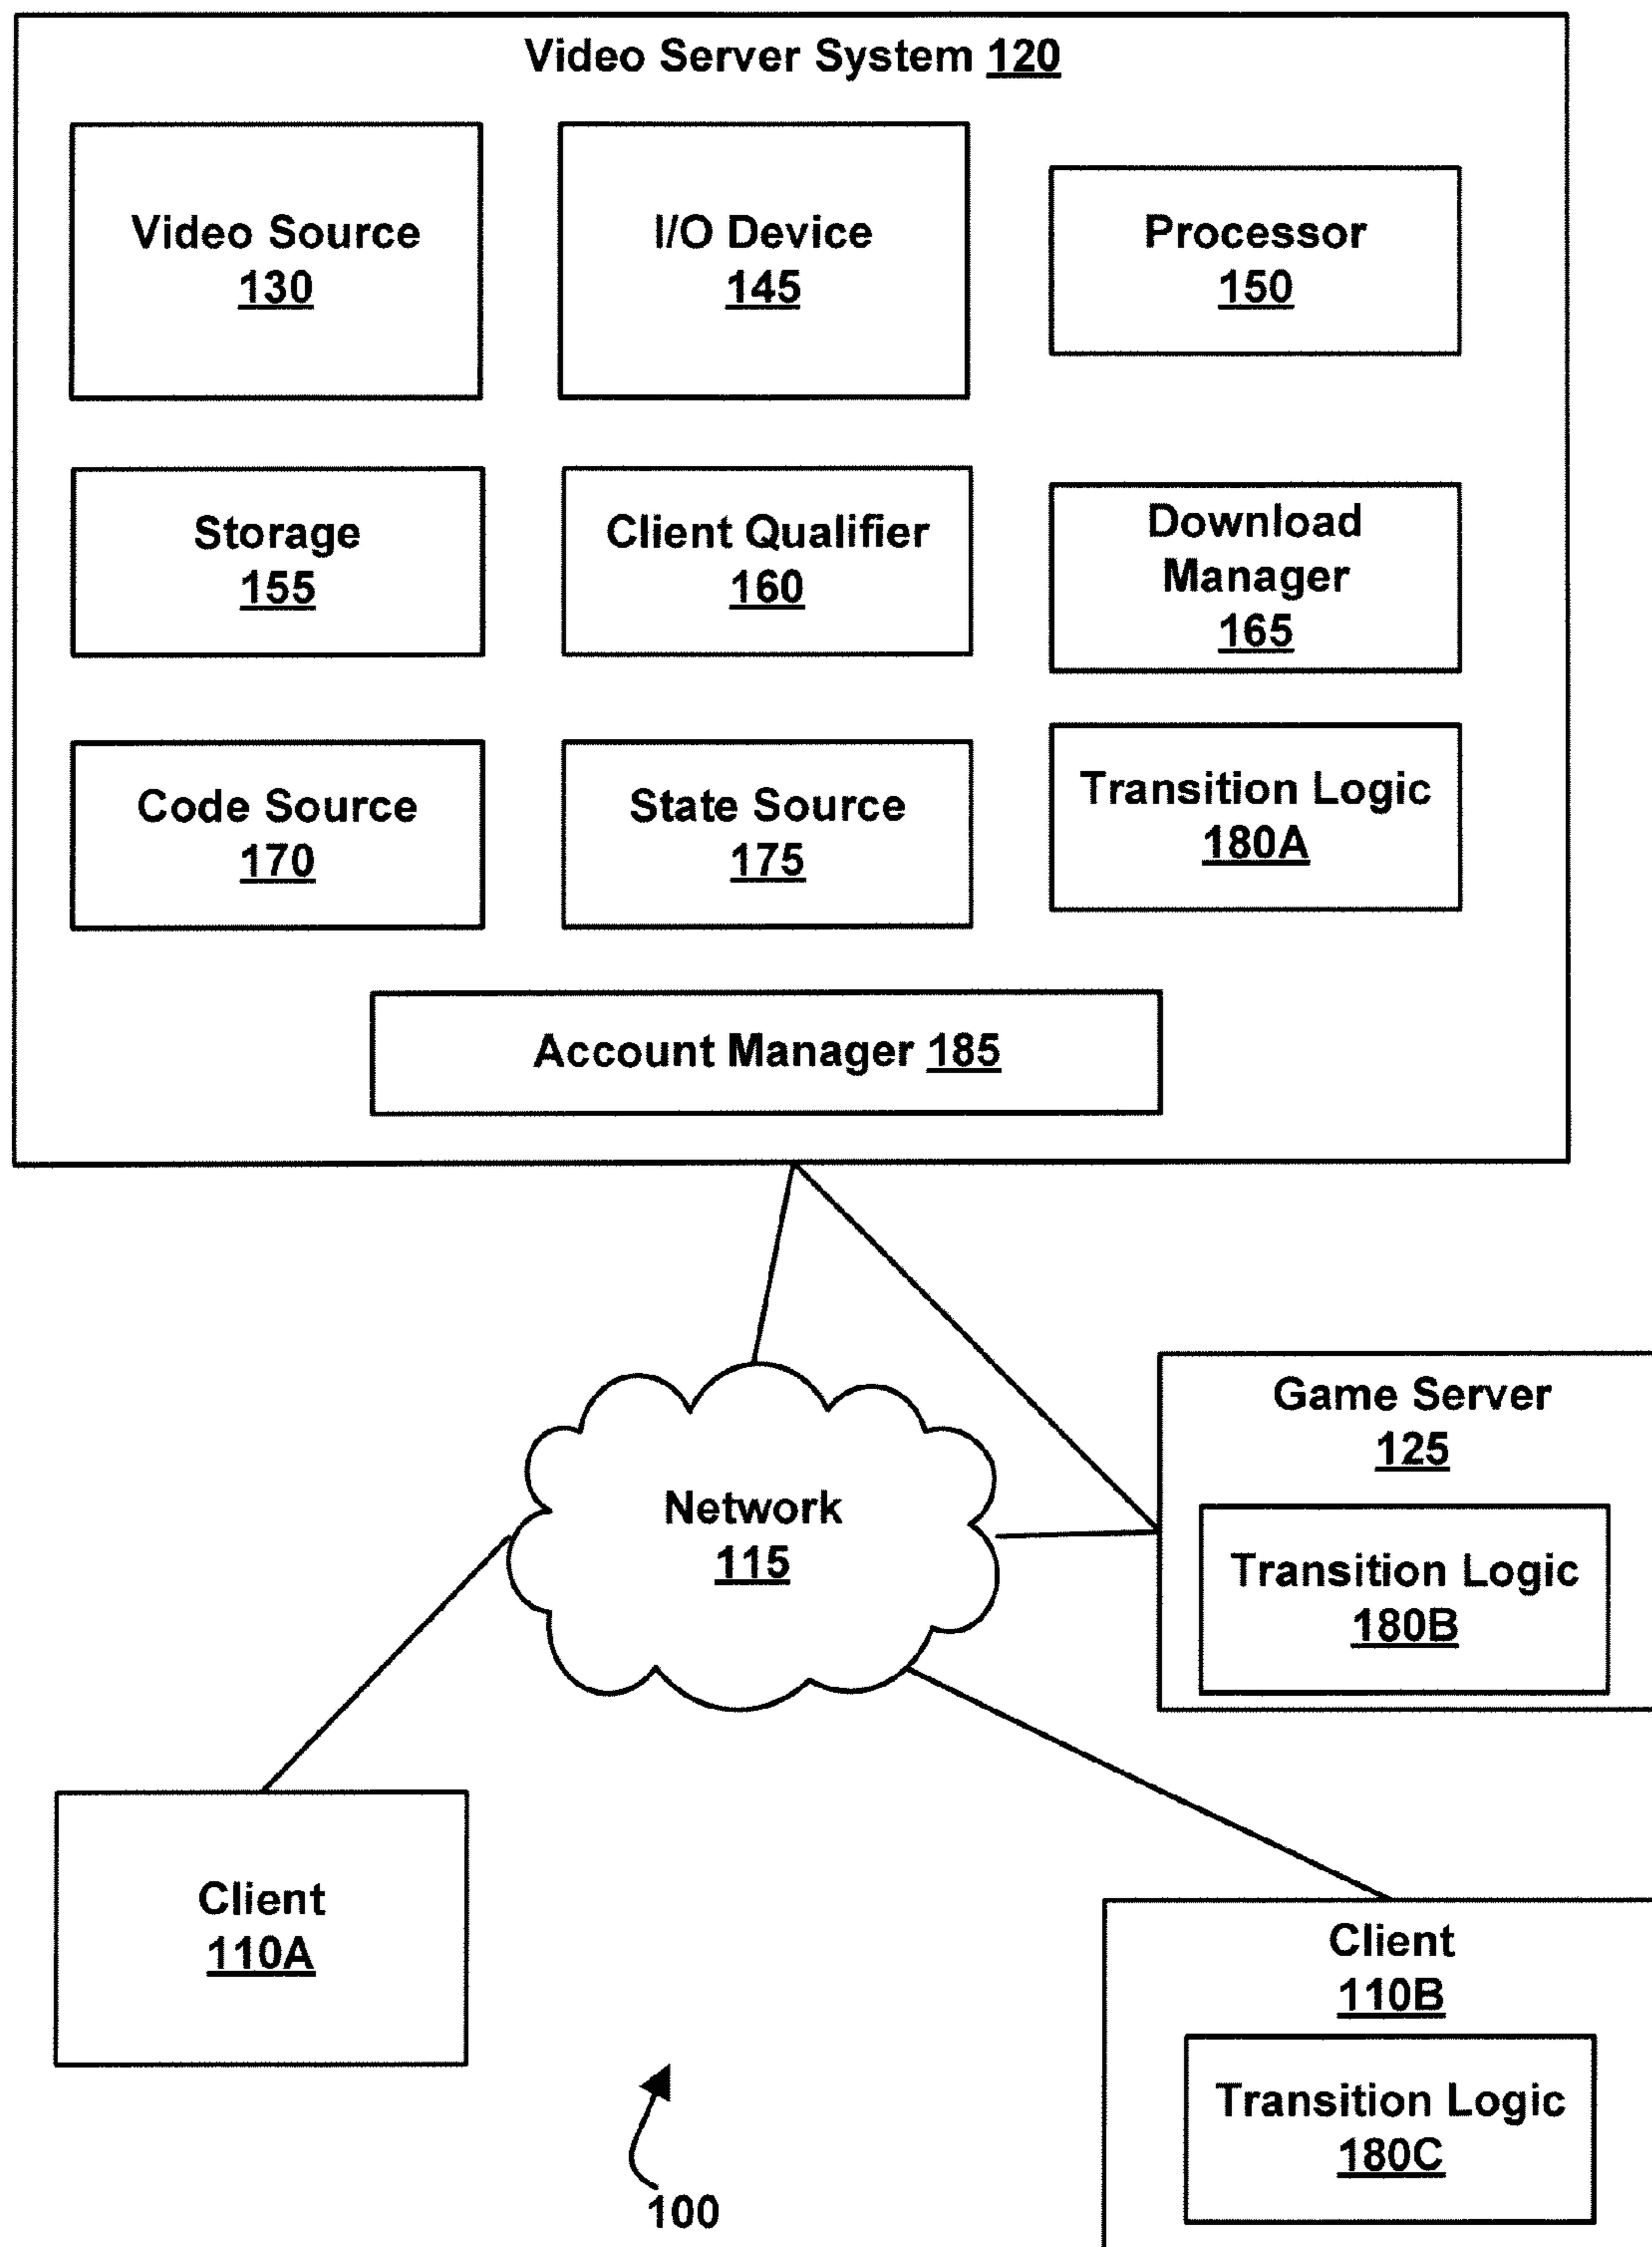 Video Server System 120
Video Source
130
I/O Device
145
Processor
150
Storage
155
Client Qualifier
160
Download
Manager
165
Code Source
170
State Source
175
Transition Logic
180A
Account Manager 185
Game Server
125
Transition Logic
180B
Network
115
Client
110A
Client
110B
Transition Logic
180C
100